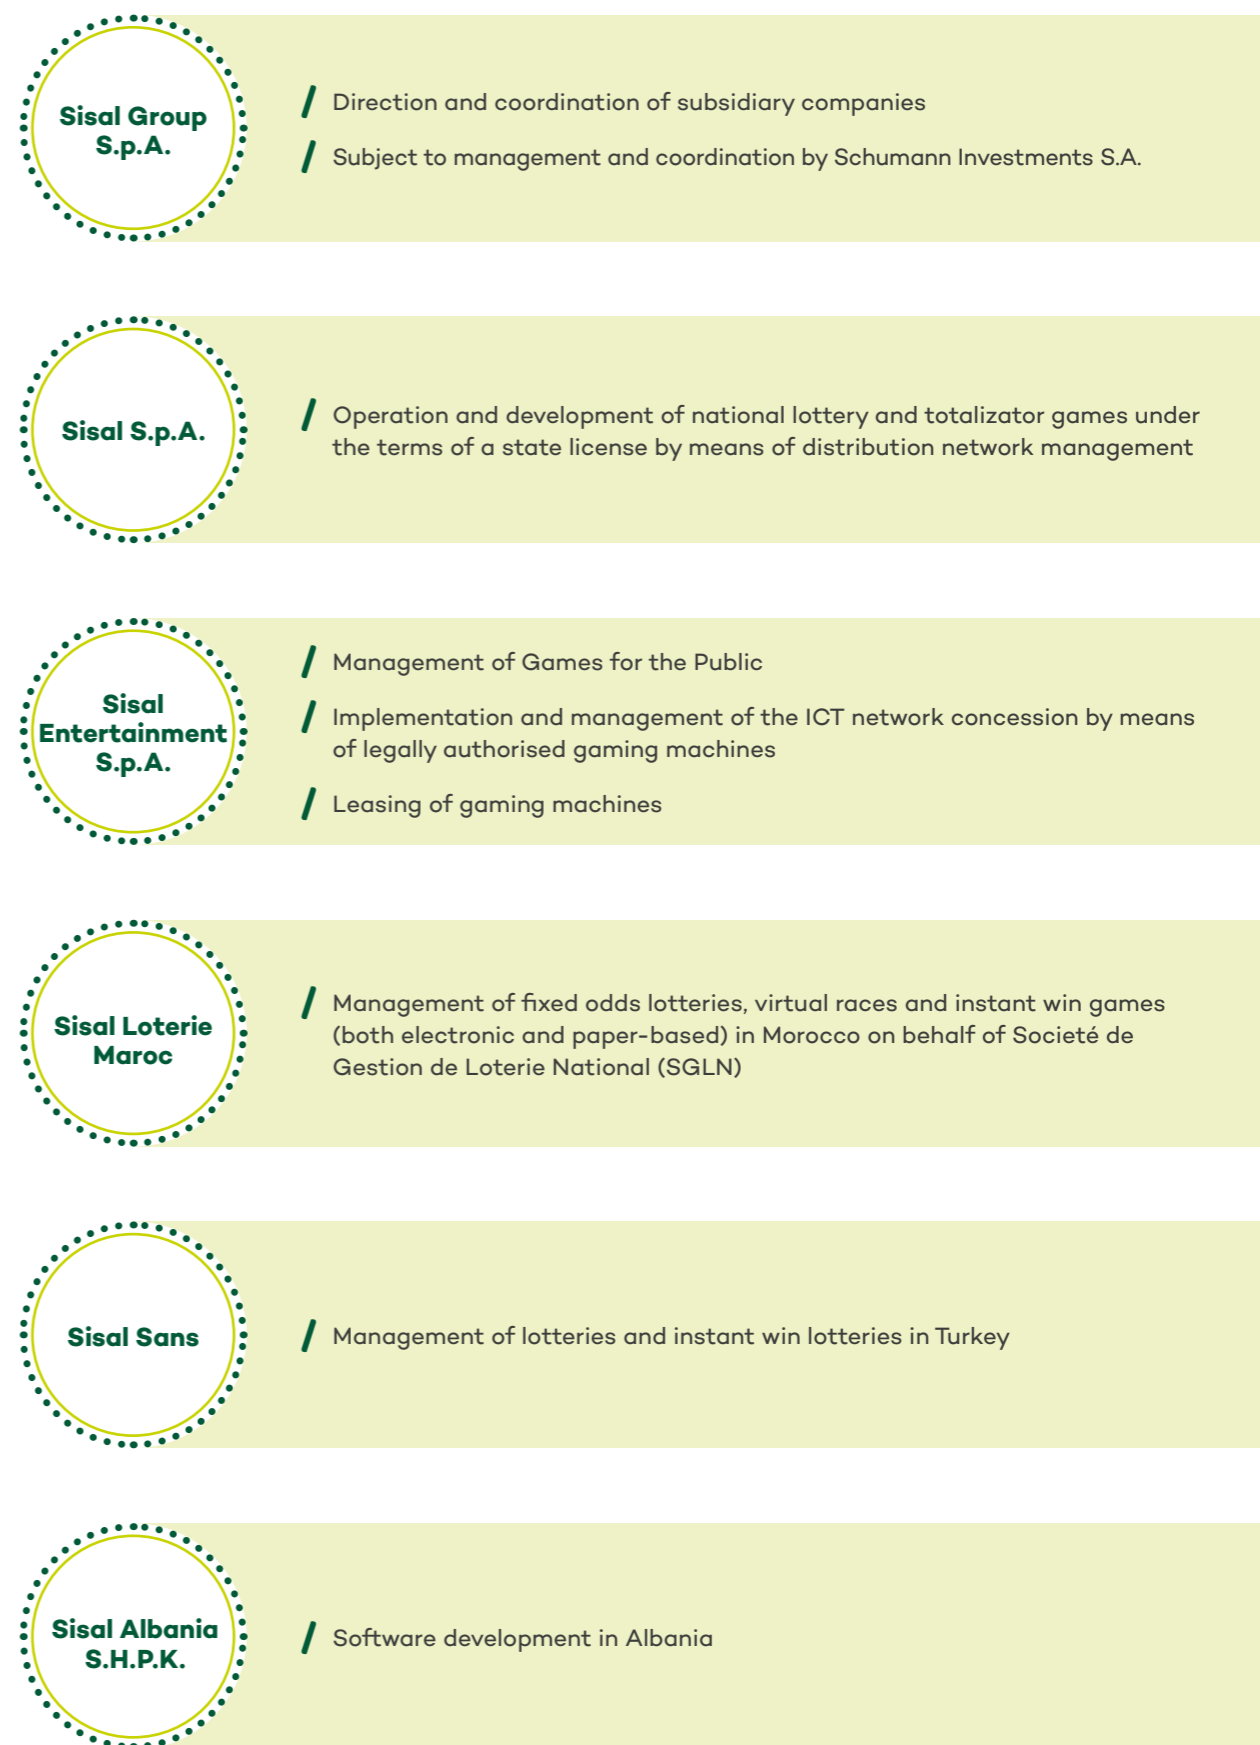 Sisal Group
S.p.A.
Direction and coordination of subsidiary companies
Subject to management and coordination by Schumann Investments S.A.
Sisal S.p.A.
Operation and development of national lottery and totalizator games under
the terms of a state license by means of distribution network management
Sisal
Entertainment
S.p.A.
Management of Games for the Public
Implementation and management of the ICT network concession by means
of legally authorised gaming machines
Leasing of gaming machines
Sisal Loterie
Maroc
Management of fixed odds lotteries, virtual races and instant win games
(both electronic and paper-based) in Morocco on behalf of Societé de
Gestion de Loterie National (SGLN)
Sisal Sans
Management of lotteries and instant win lotteries in Turkey
Sisal Albania
S.H.P.K.
Software development in Albania